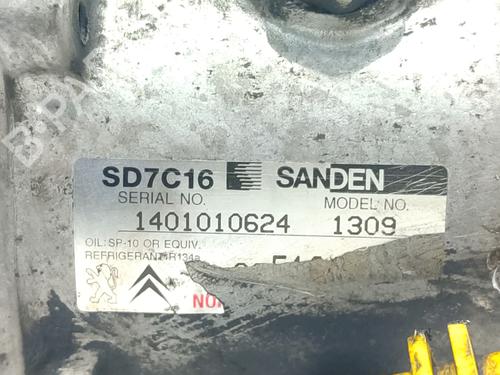 SD7C16 SANDEN
SERIAL NO. MODEL NO.
1401010624 1309
OIL: SP-10 OR EQUIV.
REFRIGERANT: R134a